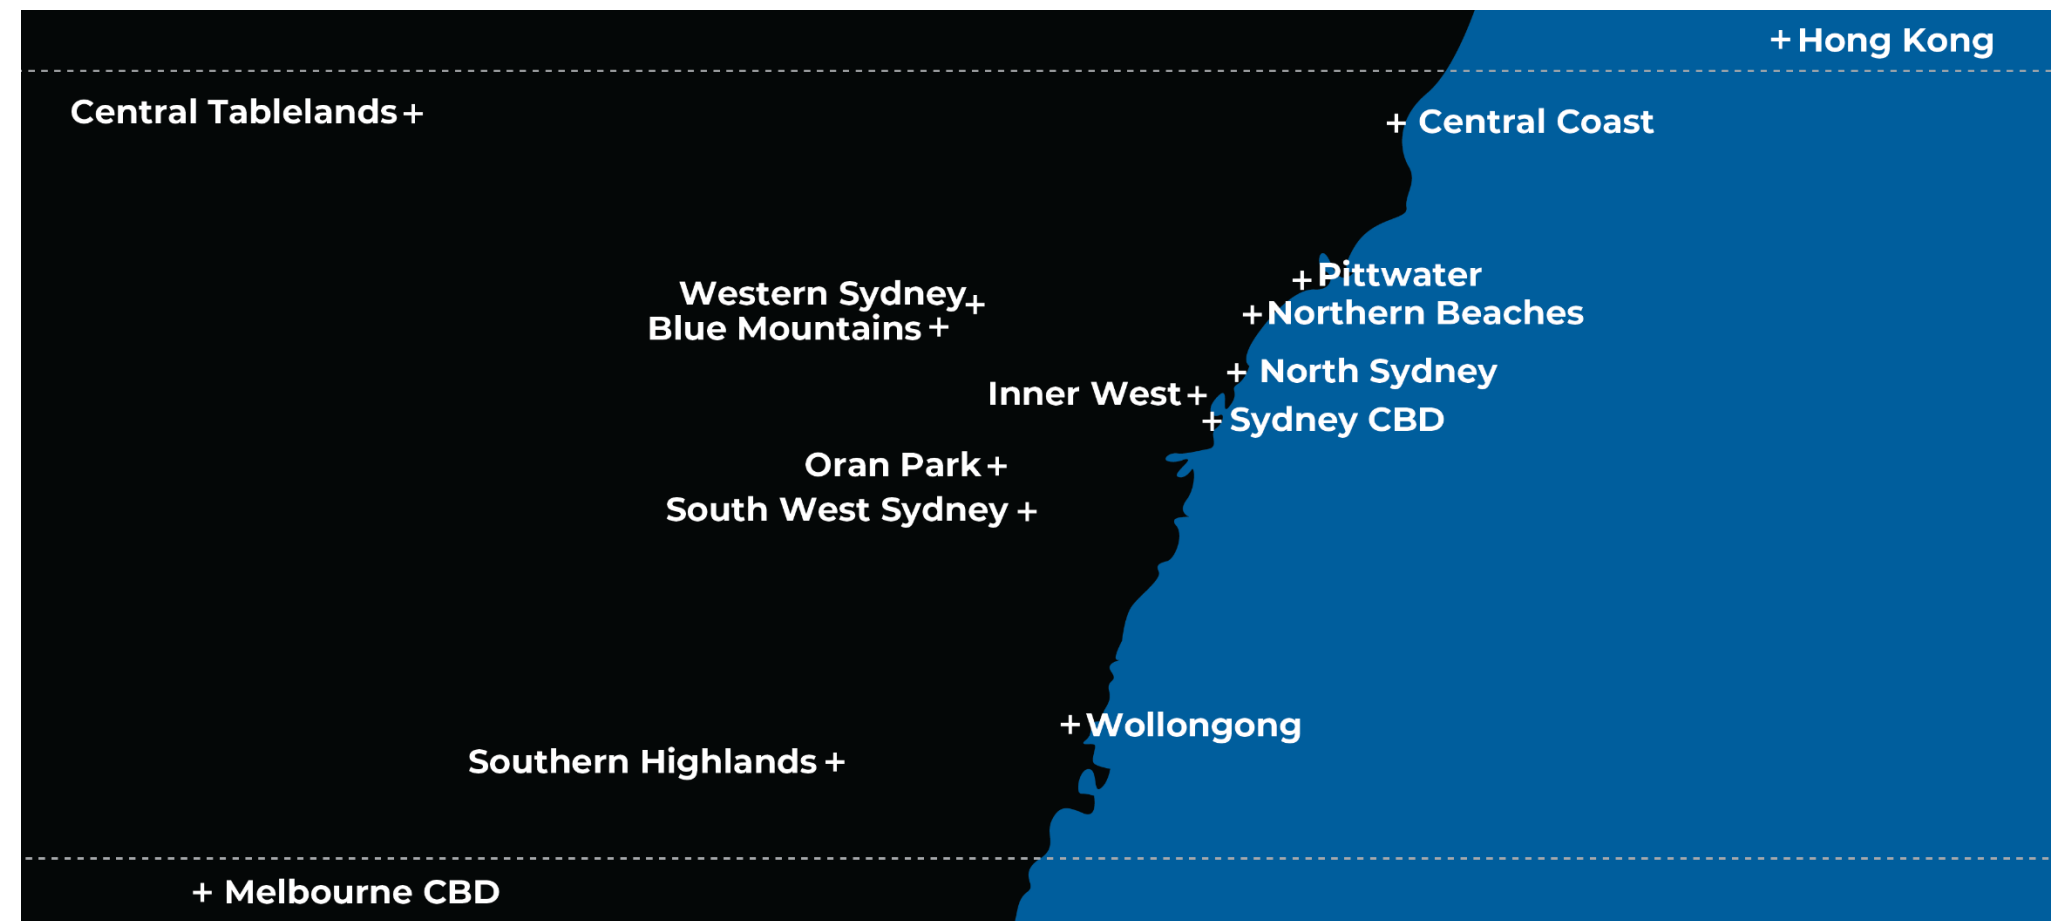 + Hong Kong
Central Tablelands +
+ Central Coast
+ Pittwater
Western Sydney +
+ Northern Beaches
Blue Mountains +
+ North Sydney
Inner West +
+ Sydney CBD
Oran Park +
South West Sydney +
+ Wollongong
Southern Highlands +
+ Melbourne CBD